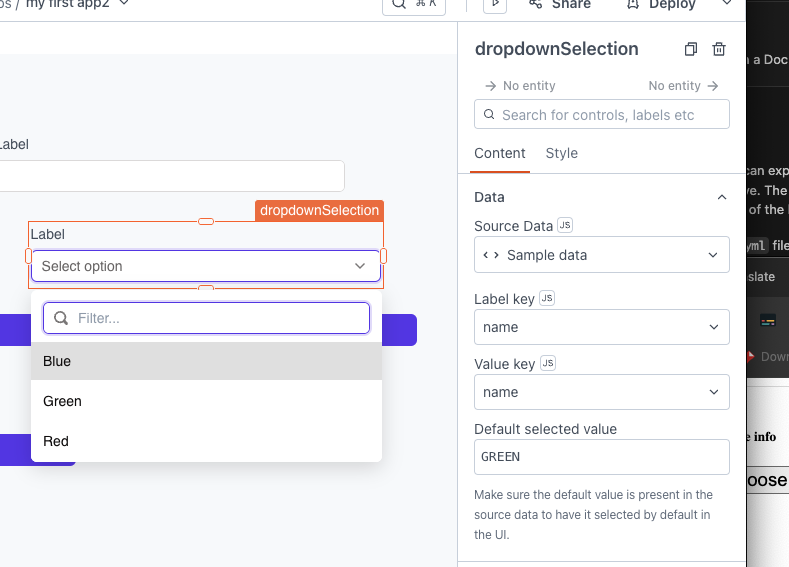 my first app2
⌘ K
Share
Deploy
dropdownSelection
No entity
No entity
Search for controls, labels etc
Content
Style
Data
Source Data JS
Sample data
Label key JS
name
Value key JS
name
Default selected value
GREEN
Make sure the default value is present in the
source data to have it selected by default in
the UI.
Label
dropdownSelection
Label
Select option
Filter...
Blue
Green
Red
a Doc
can exp
The
of the
yml file
slate
Down
info
oose